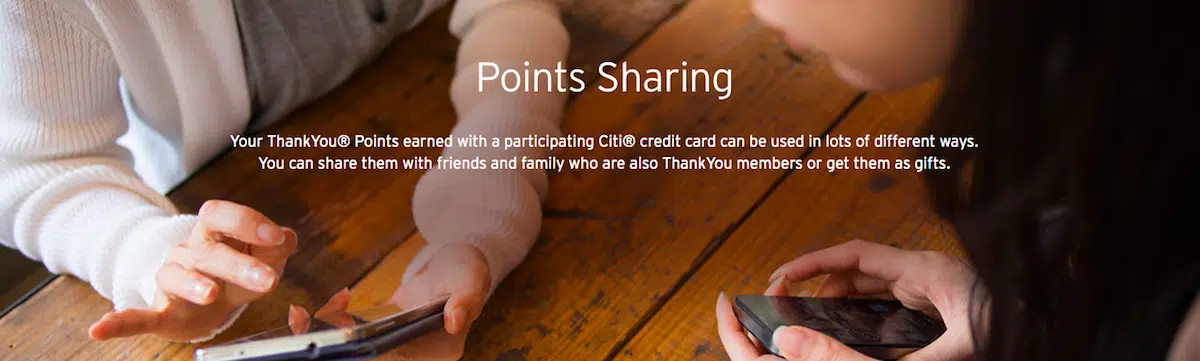 Points Sharing
Your ThankYou® Points earned with a participating Citi® credit card can be used in lots of different ways.
You can share them with friends and family who are also ThankYou members or get them as gifts.